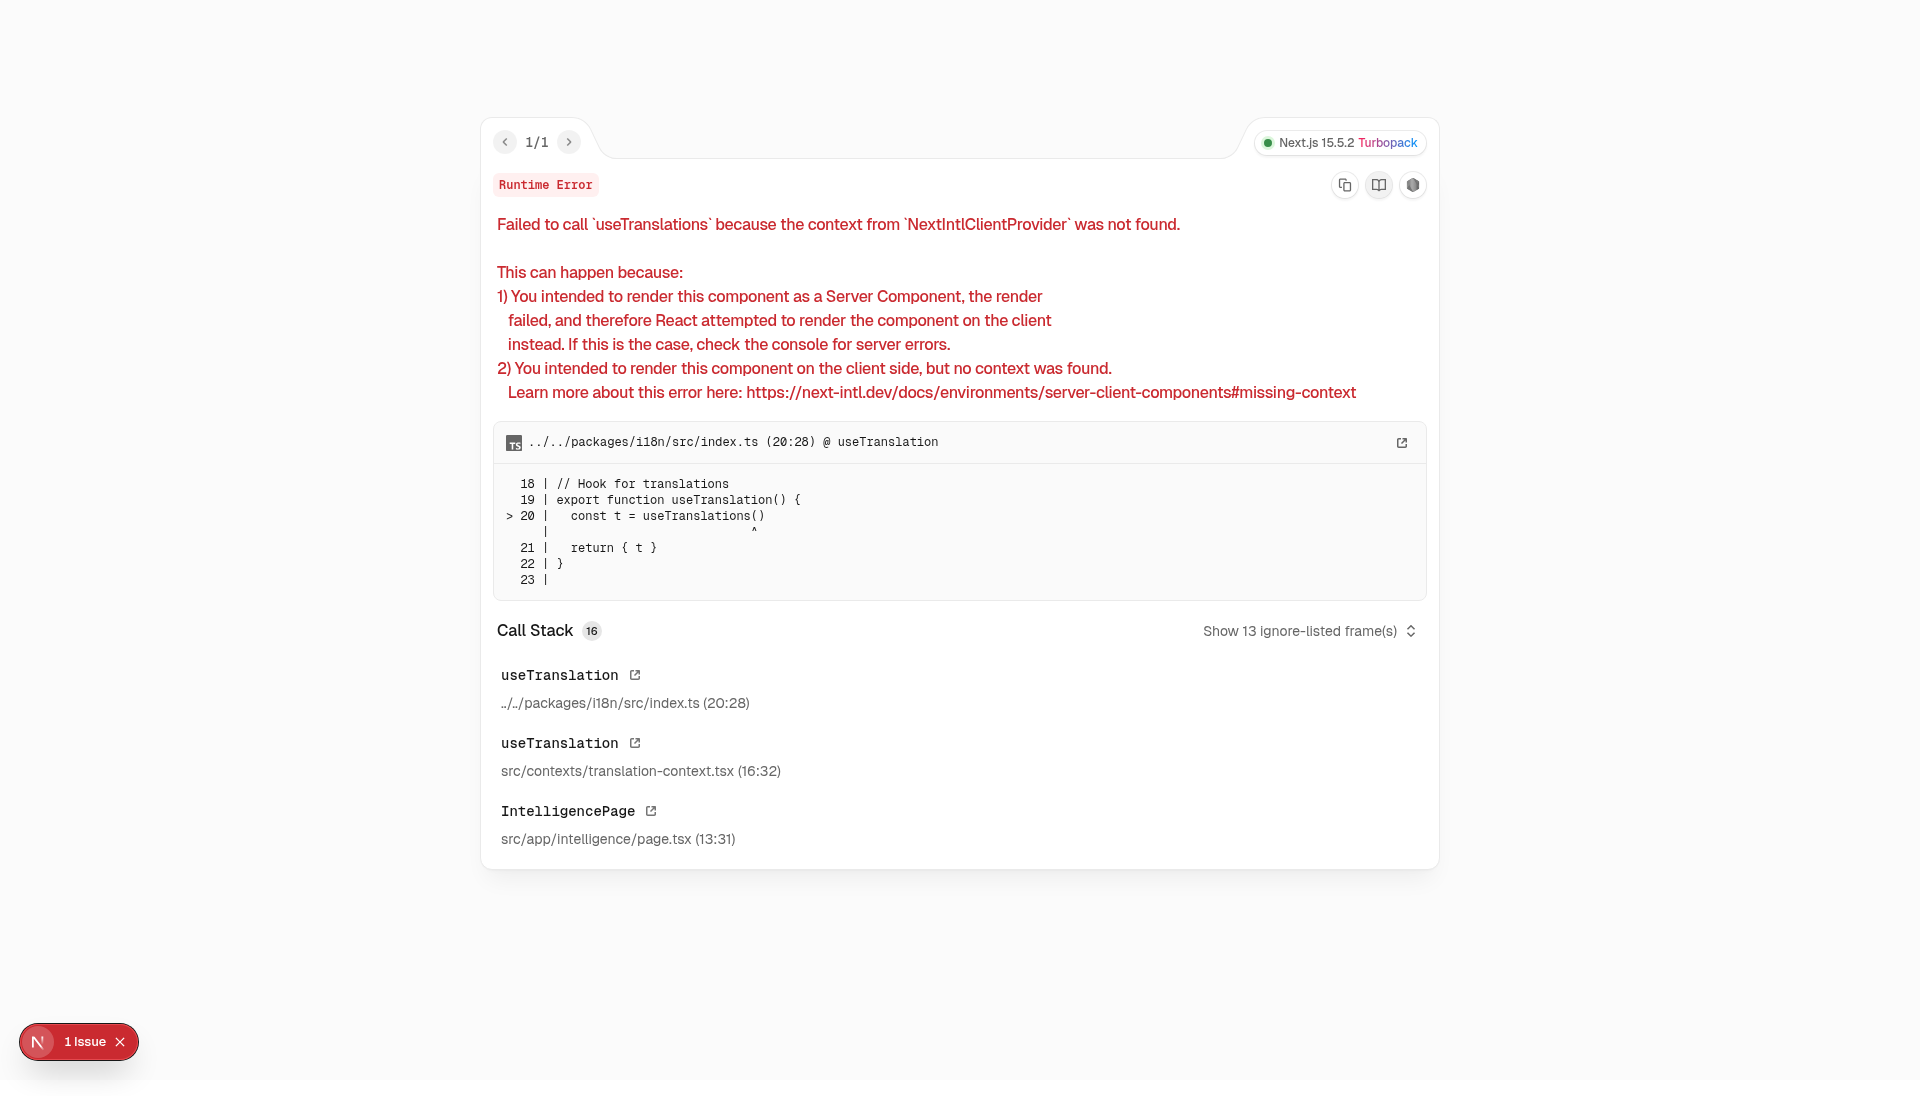 1/1
Next.js 15.5.2 Turbopack
Runtime Error
Failed to call `useTranslations` because the context from `NextIntlClientProvider` was not found.
This can happen because:
1) You intended to render this component as a Server Component, the render
failed, and therefore React attempted to render the component on the client
instead. If this is the case, check the console for server errors.
2) You intended to render this component on the client side, but no context was found.
Learn more about this error here: https://next-intl.dev/docs/environments/server-client-components#missing-context
TS ../../packages/i18n/src/index.ts (20:28) @ useTranslation
18 | // Hook for translations
19 | export function useTranslation() {
> 20 |   const t = useTranslations()
|                            ^
21 |   return { t }
22 | }
23 |
Call Stack 16
Show 13 ignore-listed frame(s)
useTranslation
../../packages/i18n/src/index.ts (20:28)
useTranslation
src/contexts/translation-context.tsx (16:32)
IntelligencePage
src/app/intelligence/page.tsx (13:31)
N 1 Issue